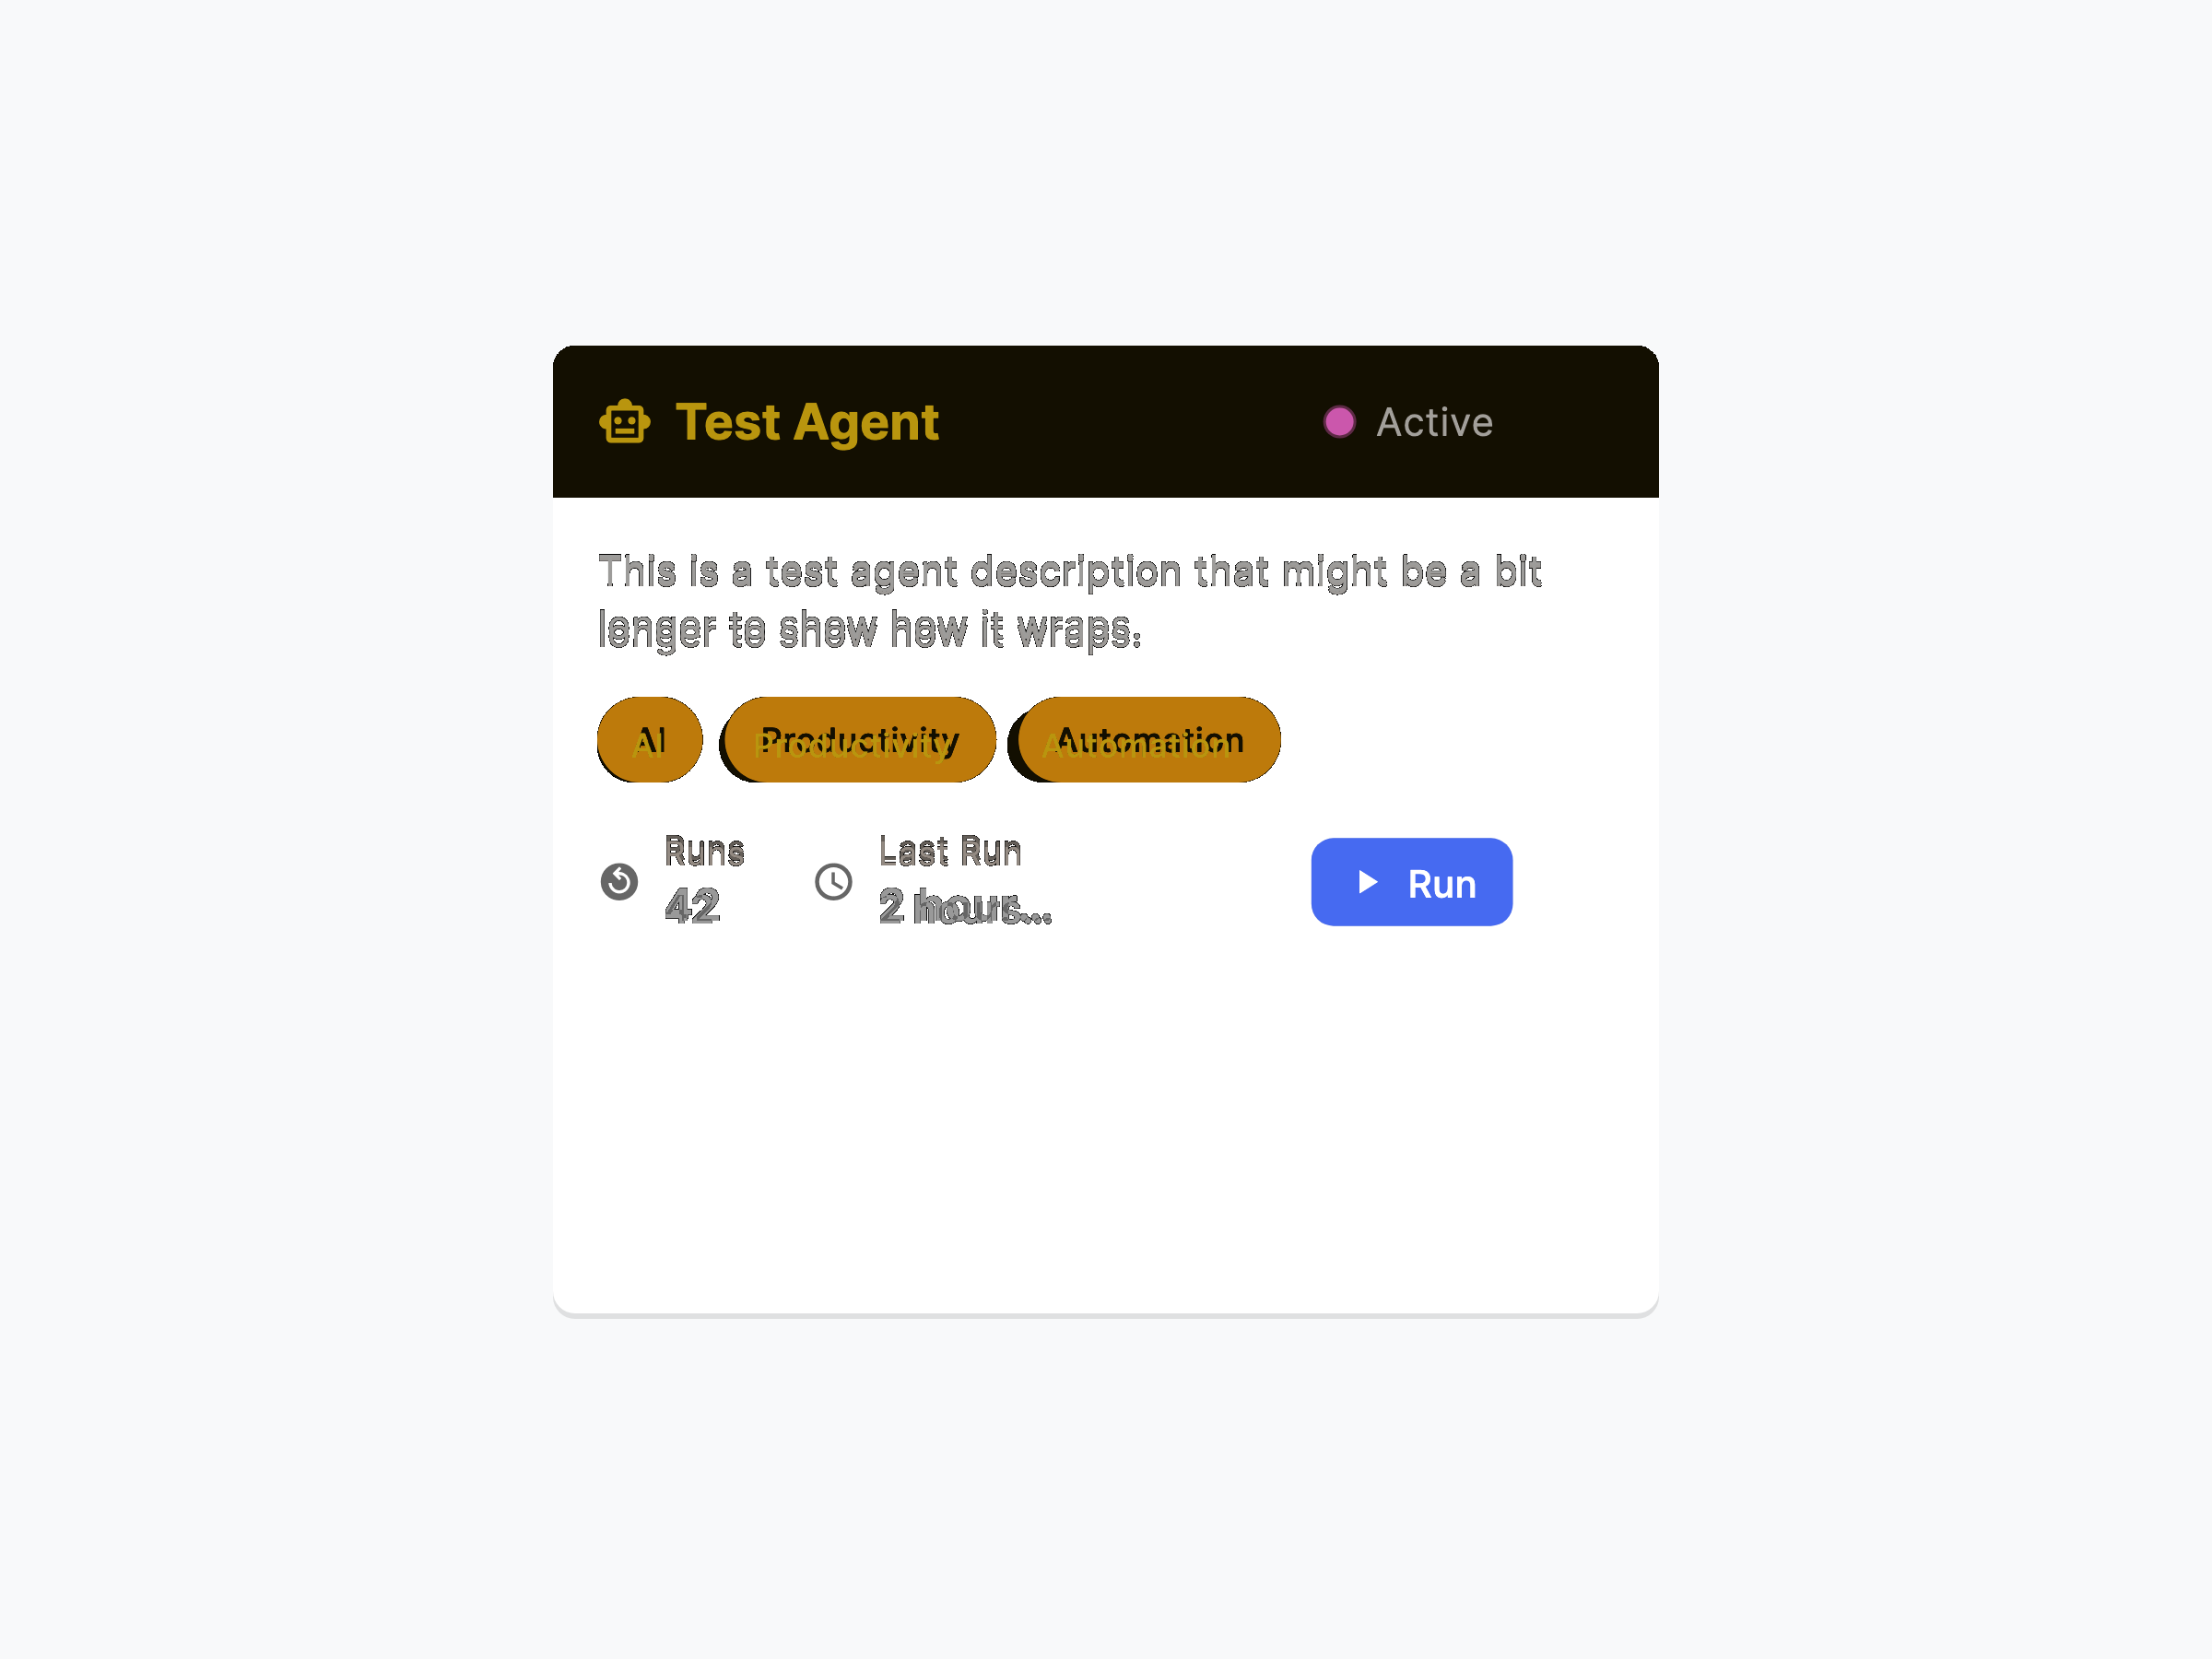 Test Agent
Active
This is a test agent description that might be a bit
longer to show how it wraps.
AI
Productivity
Automation
Runs
42
Last Run
2 hours...
Run